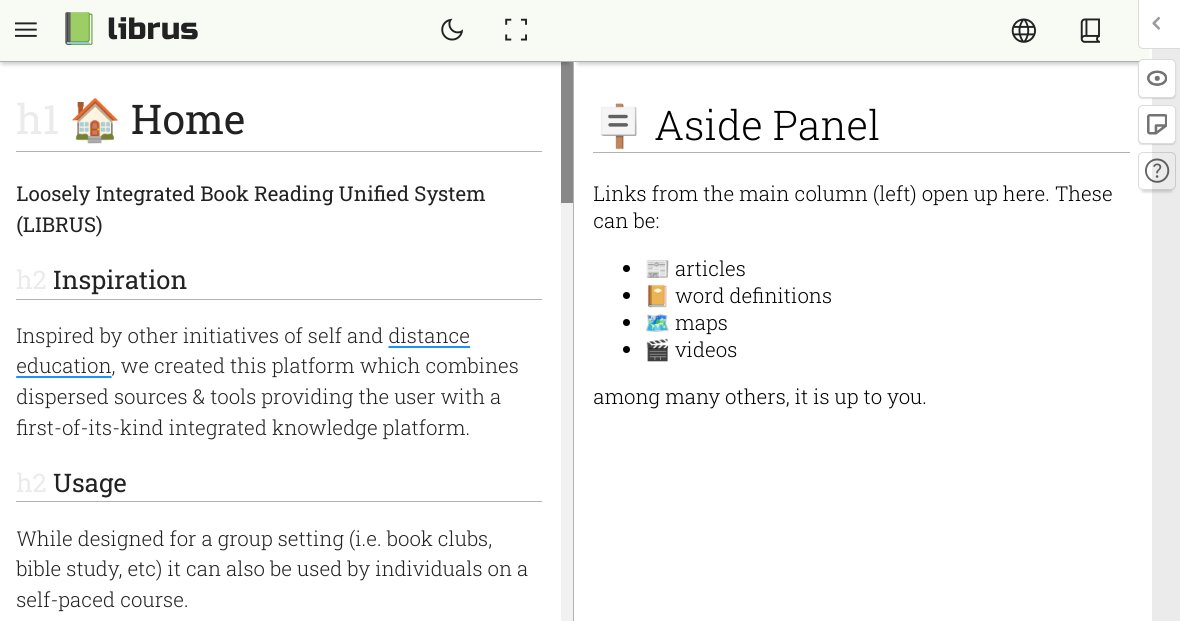 librus
h1 🏠 Home
Loosely Integrated Book Reading Unified System
(LIBRUS)
h2 Inspiration
Inspired by other initiatives of self and distance
education, we created this platform which combines
dispersed sources & tools providing the user with a
first-of-its-kind integrated knowledge platform.
h2 Usage
While designed for a group setting (i.e. book clubs,
bible study, etc) it can also be used by individuals on a
self-paced course.
Aside Panel
Links from the main column (left) open up here. These
can be:
articles
word definitions
maps
videos
among many others, it is up to you.